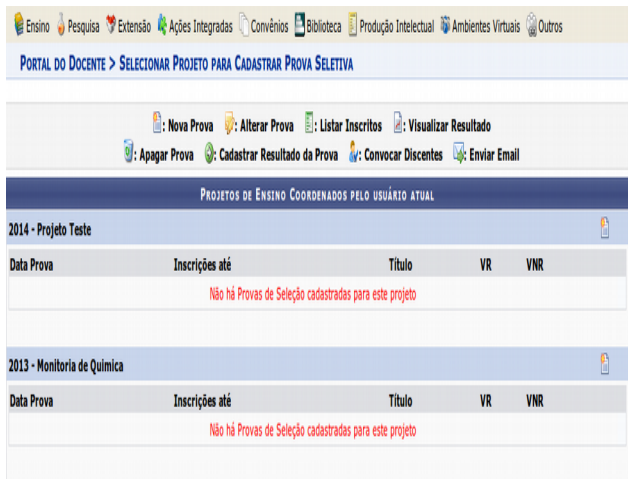 Ensino Pesquisa Extensão Ações Integradas Convênios Biblioteca Produção Intelectual Ambientes Virtuais Outros
PORTAL DO DOCENTE > SELECIONAR PROJETO PARA CADASTRAR PROVA SELETIVA
: Nova Prova : Alterar Prova : Listar Inscritos : Visualizar Resultado
: Apagar Prova : Cadastrar Resultado da Prova : Convocar Discentes : Enviar Email
PROJETOS DE ENSINO COORDENADOS PELO USUÁRIO ATUAL
2014 - Projeto Teste
Data Prova Inscrições até Título VR VNR
Não há Provas de Seleção cadastradas para este projeto
2013 - Monitoria de Quimica
Data Prova Inscrições até Título VR VNR
Não há Provas de Seleção cadastradas para este projeto